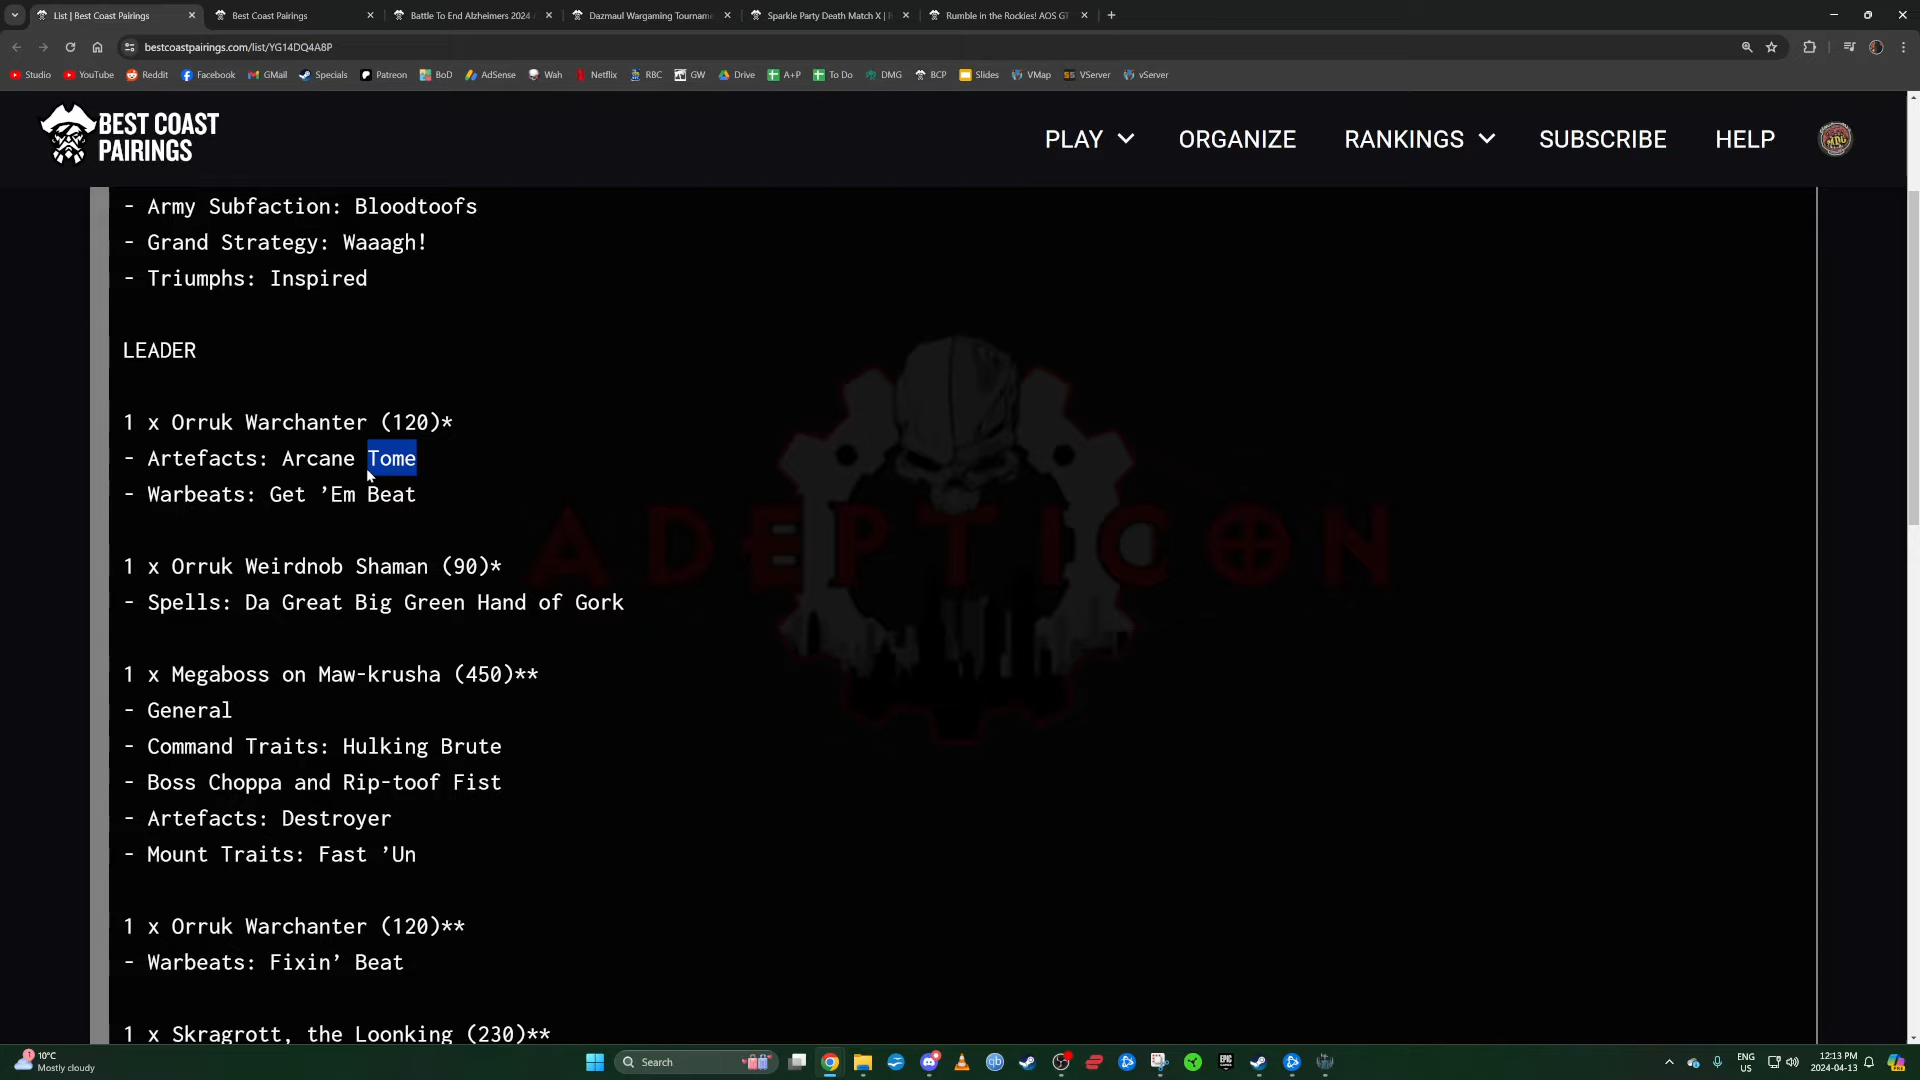 List | Best Coast Pairings
Best Coast Pairings
Battle To End Alzheimers 2024
Dazmaul Wargaming Tourname
Sparkle Party Death Match X |
Rumble in the Rockies! AOS GT
bestcoastpairings.com/list/YG14DQ4A8P
Studio
YouTube
Reddit
Facebook
GMail
Specials
Patreon
BoD
AdSense
Wah
Netflix
RBC
GW
Drive
A+P
To Do
DMG
BCP
Slides
VMap
VServer
vServer
BEST COAST
PAIRINGS
PLAY
ORGANIZE
RANKINGS
SUBSCRIBE
HELP
- Army Subfaction: Bloodtoofs
- Grand Strategy: Waaagh!
- Triumphs: Inspired
LEADER
1 x Orruk Warchanter (120)*
- Artefacts: Arcane Tome
- Warbeats: Get ’Em Beat
1 x Orruk Weirdnob Shaman (90)*
- Spells: Da Great Big Green Hand of Gork
1 x Megaboss on Maw-krusha (450)**
- General
- Command Traits: Hulking Brute
- Boss Choppa and Rip-toof Fist
- Artefacts: Destroyer
- Mount Traits: Fast ’Un
1 x Orruk Warchanter (120)**
- Warbeats: Fixin’ Beat
1 x Skragrott, the Loonking (230)**
ADEPTICON
10°C
Mostly cloudy
Search
ENG
US
12:13 PM
2024-04-13